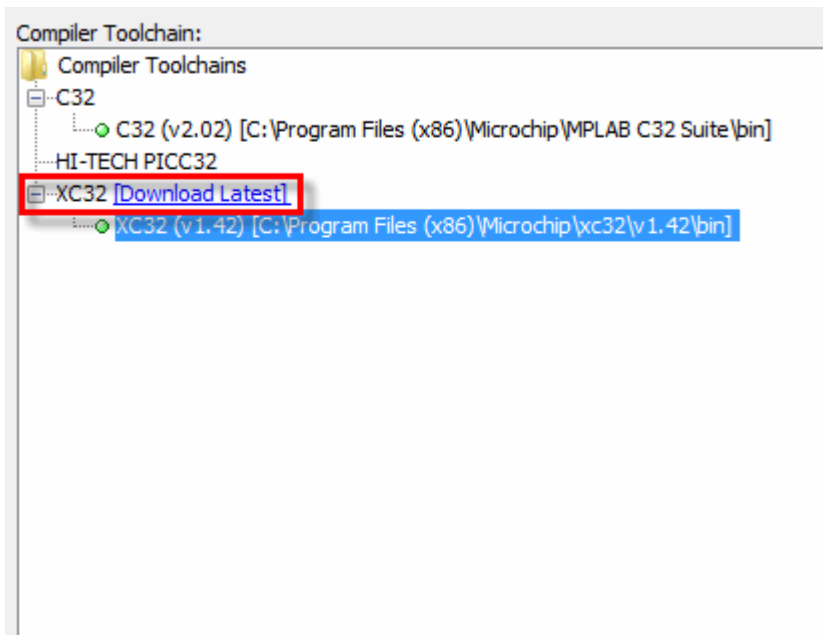 Compiler Toolchain:
Compiler Toolchains
C32
C32 (v2.02) [C:\Program Files (x86)\Microchip\MPLAB C32 Suite\bin]
HI-TECH PICC32
XC32 [Download Latest]
XC32 (v1.42) [C:\Program Files (x86)\Microchip\xc32\v1.42\bin]